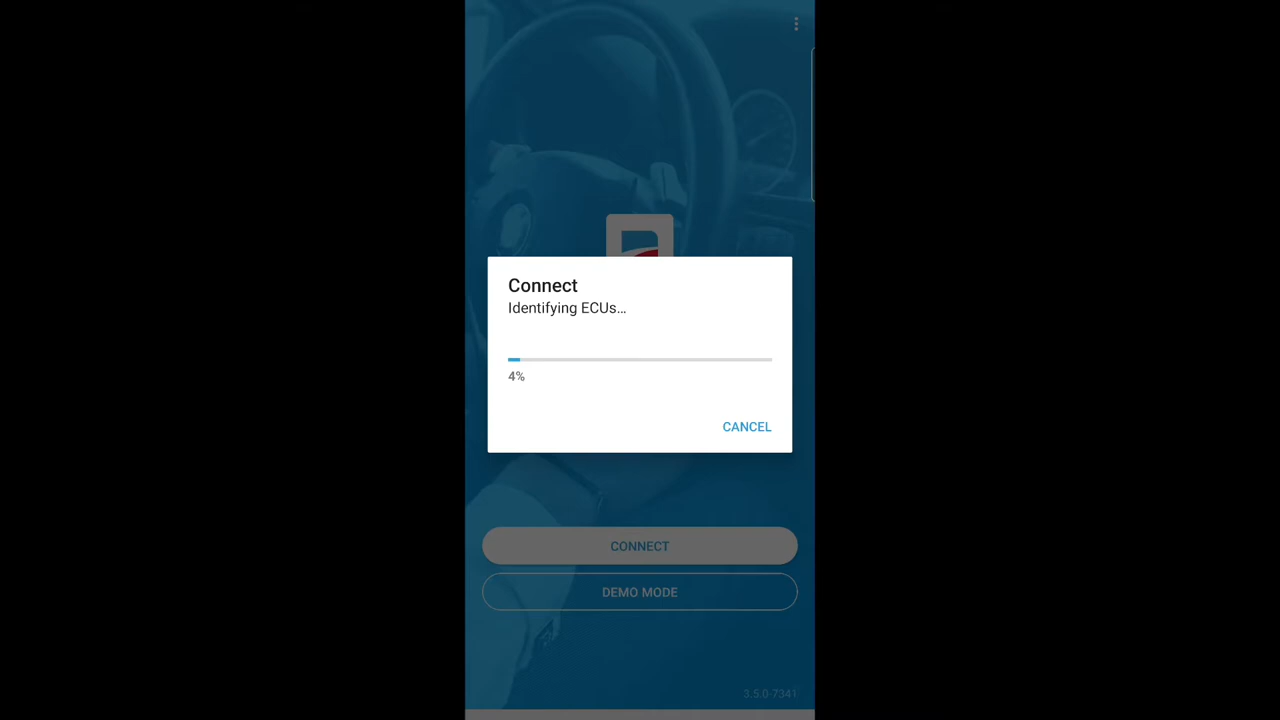 Connect
Identifying ECUs…
4%
CANCEL
CONNECT
DEMO MODE
3.5.0-7341